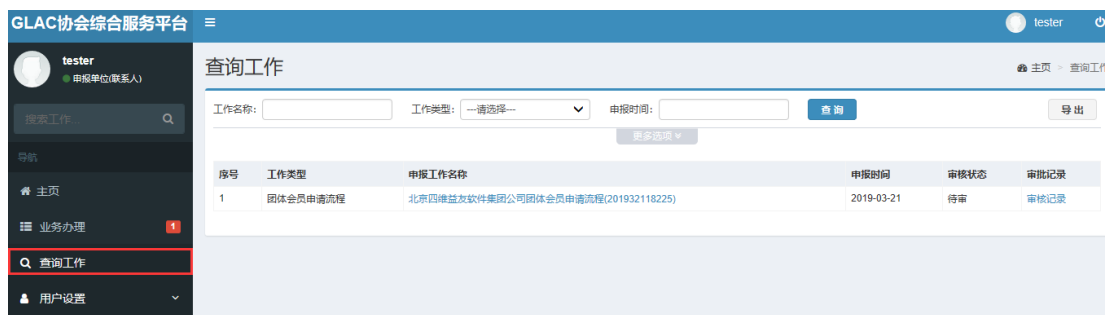 GLAC协会综合服务平台
tester
tester
申报单位(联系人)
查询工作
主页 > 查询工作
搜索工作...
工作名称:
工作类型: ---请选择---
申报时间:
查 询
导 出
更多选项
导航
序号 工作类型 申报工作名称 申报时间 审核状态 审批记录
1 团体会员申请流程 北京四维益友软件集团公司团体会员申请流程(201932118225) 2019-03-21 待审 审核记录
主页
业务办理 1
查询工作
用户设置